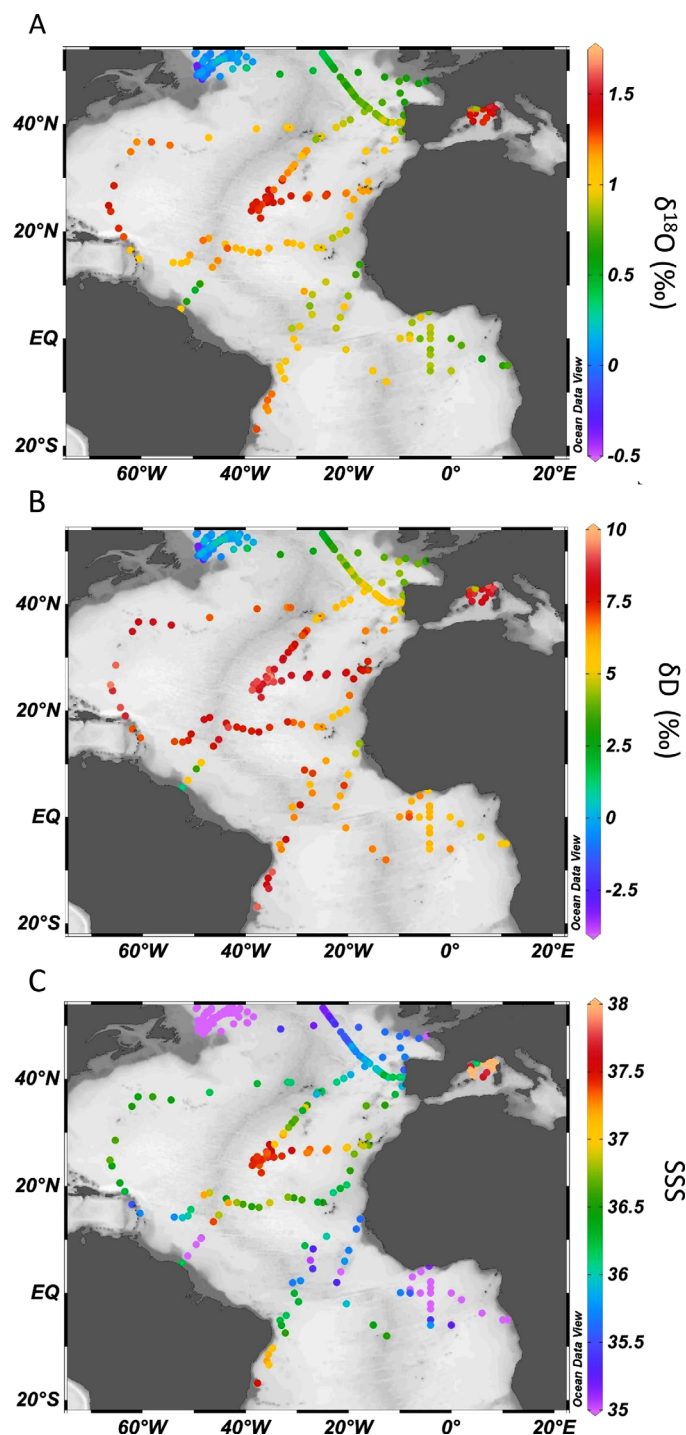 A
40°N
20°N
EQ
20°S
60°W
40°W
20°W
0°
20°E
Ocean Data View
1.5
1
0.5
0
-0.5
δ¹⁸O (‰)
B
40°N
20°N
EQ
20°S
60°W
40°W
20°W
0°
20°E
Ocean Data View
10
7.5
5
2.5
0
-2.5
δD (‰)
C
40°N
20°N
EQ
20°S
60°W
40°W
20°W
0°
20°E
Ocean Data View
38
37.5
37
36.5
36
35.5
35
SSS